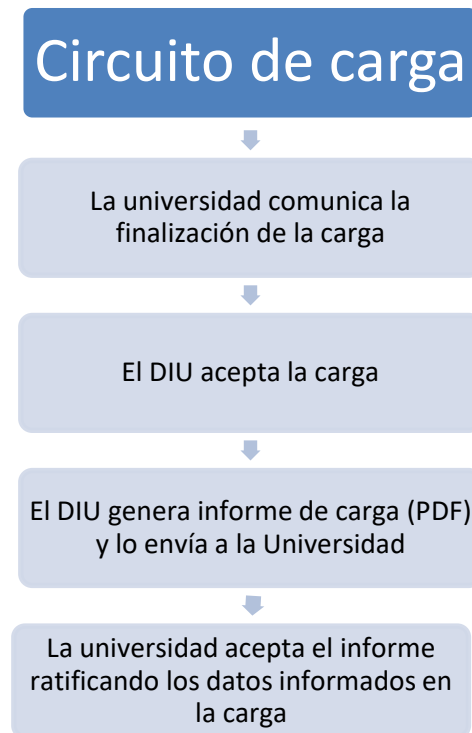 Circuito de carga
La universidad comunica la
finalización de la carga
El DIU acepta la carga
El DIU genera informe de carga (PDF)
y lo envía a la Universidad
La universidad acepta el informe
ratificando los datos informados en
la carga